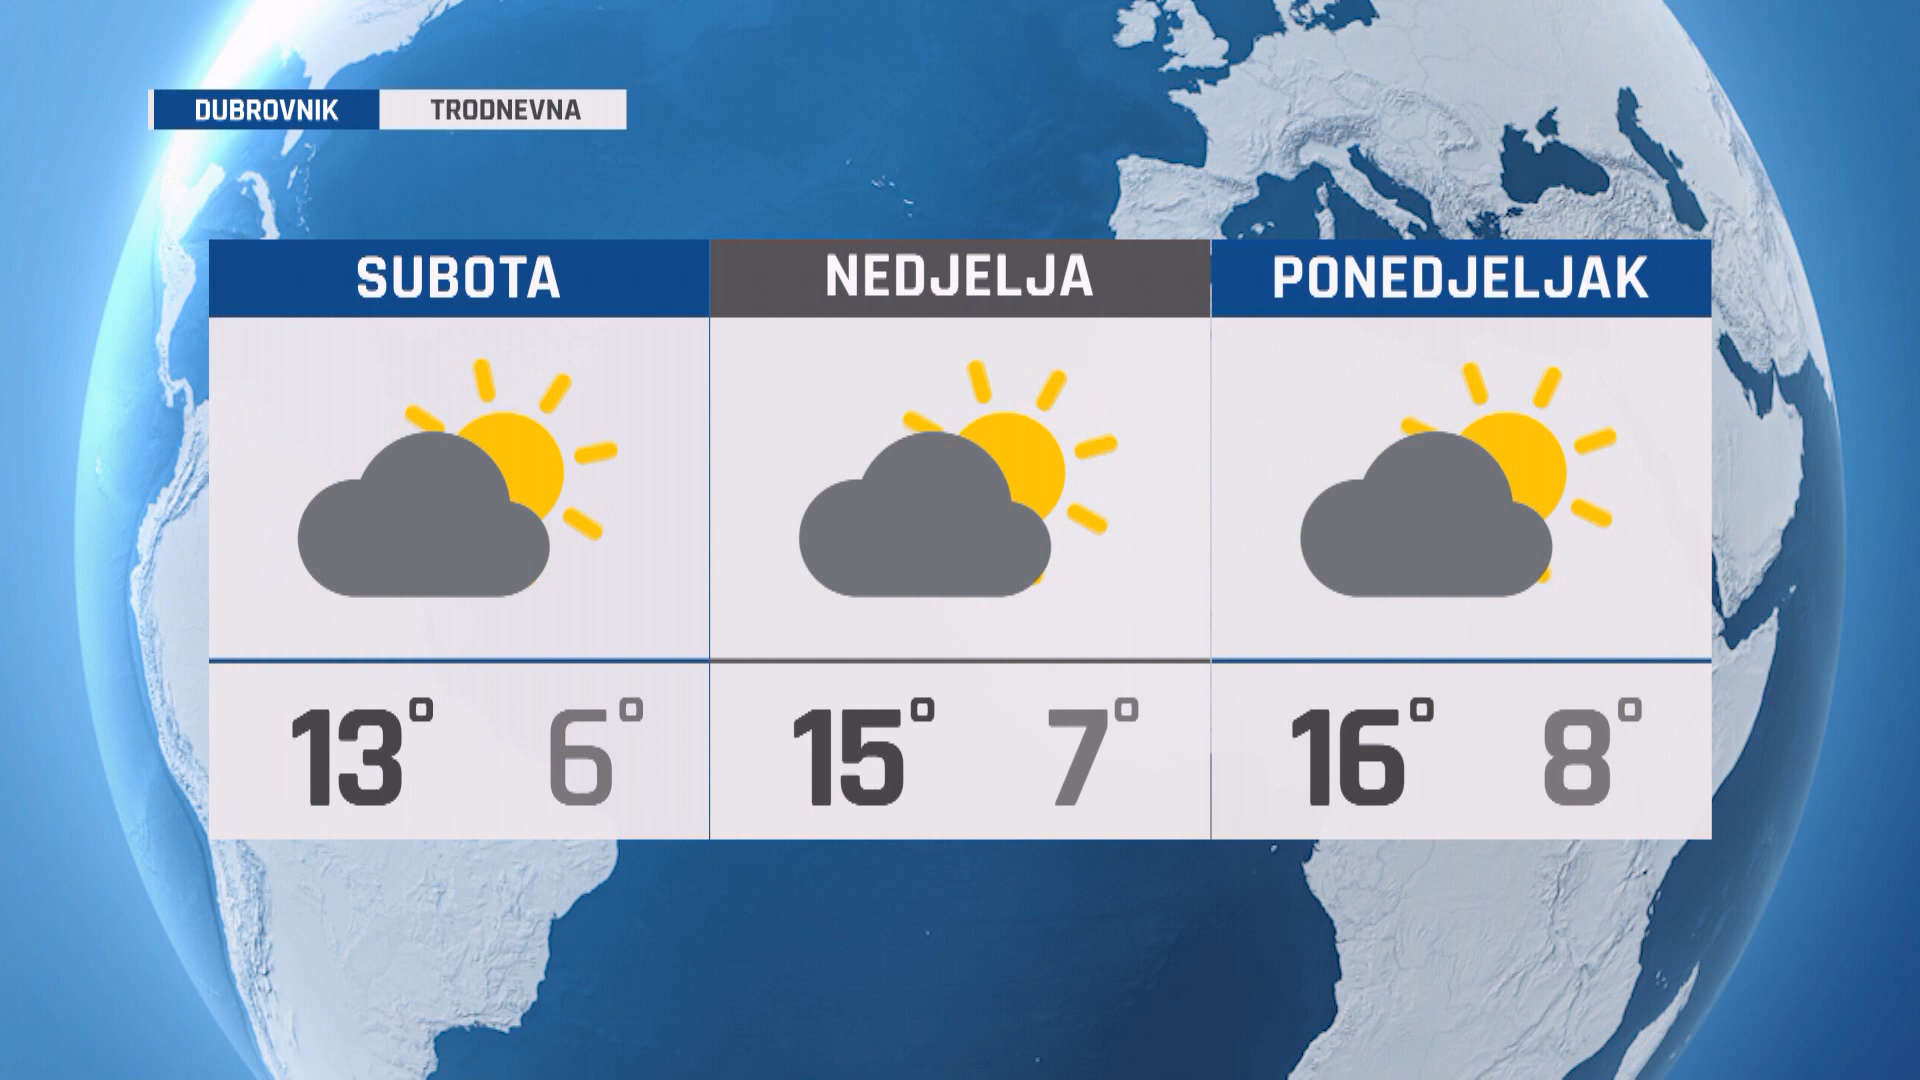 DUBROVNIK TRODNEVNA
SUBOTA NEDJELJA PONEDJELJAK
13° 6° 15° 7° 16° 8°